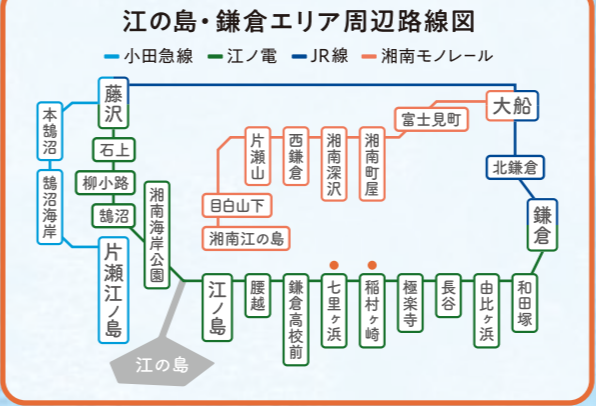 江の島・鎌倉エリア周辺路線図
小田急線 江ノ電 JR線 湘南モノレール
藤沢
本鵠沼
鵠沼海岸
片瀬江ノ島
石上
柳小路
鵠沼
湘南海岸公園
江ノ島
腰越
鎌倉高校前
七里ヶ浜
稲村ヶ崎
極楽寺
長谷
由比ヶ浜
和田塚
鎌倉
北鎌倉
大船
富士見町
湘南町屋
湘南深沢
西鎌倉
片瀬山
目白山下
湘南江の島
江の島